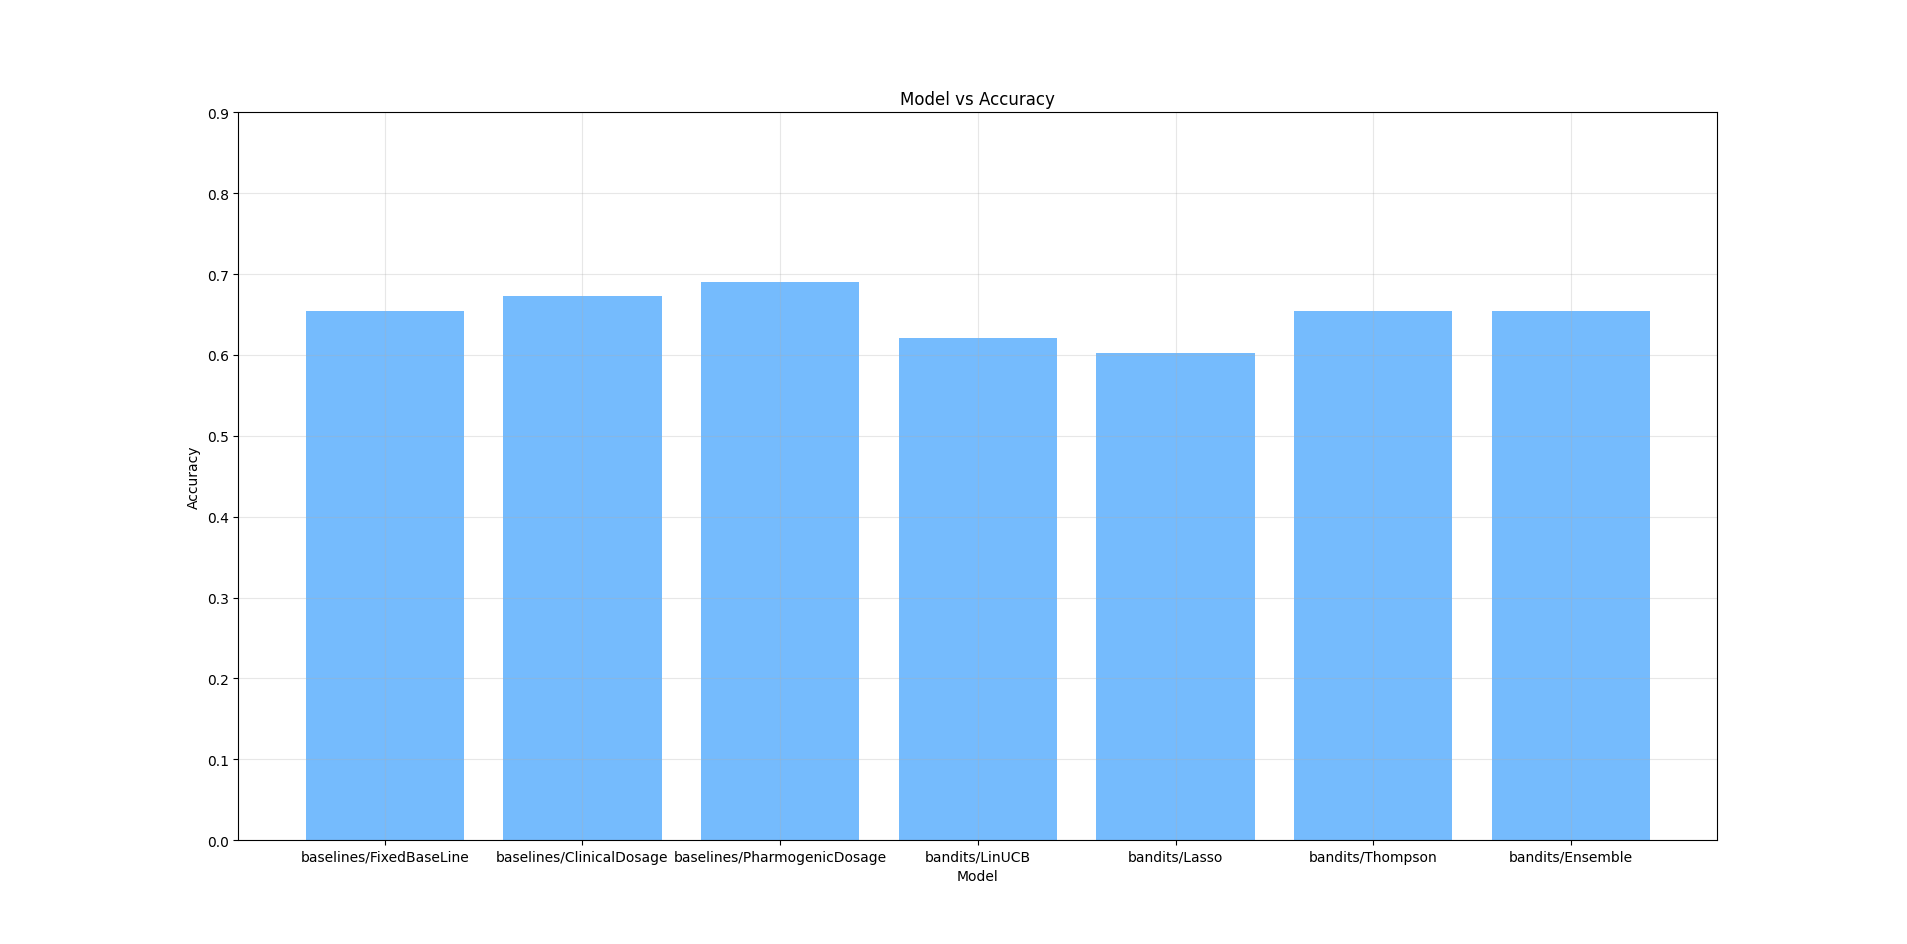 Model vs Accuracy
0.9
0.8
0.7
0.6
0.5
0.4
0.3
0.2
0.1
0.0
Accuracy
baselines/FixedBaseLine baselines/ClinicalDosage baselines/PharmogenicDosage bandits/LinUCB bandits/Lasso bandits/Thompson bandits/Ensemble
Model